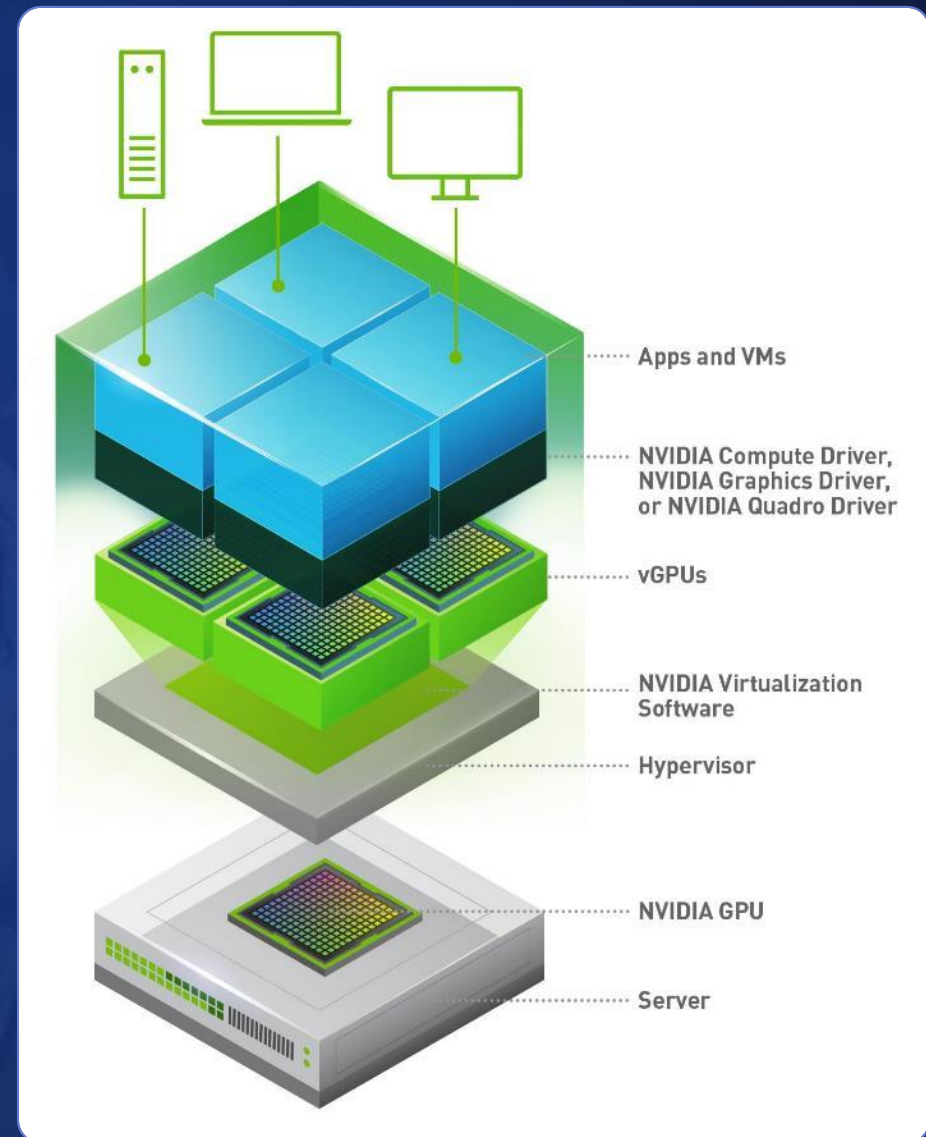 Apps and VMs
NVIDIA Compute Driver,
NVIDIA Graphics Driver,
or NVIDIA Quadro Driver
vGPUs
NVIDIA Virtualization
Software
Hypervisor
NVIDIA GPU
Server